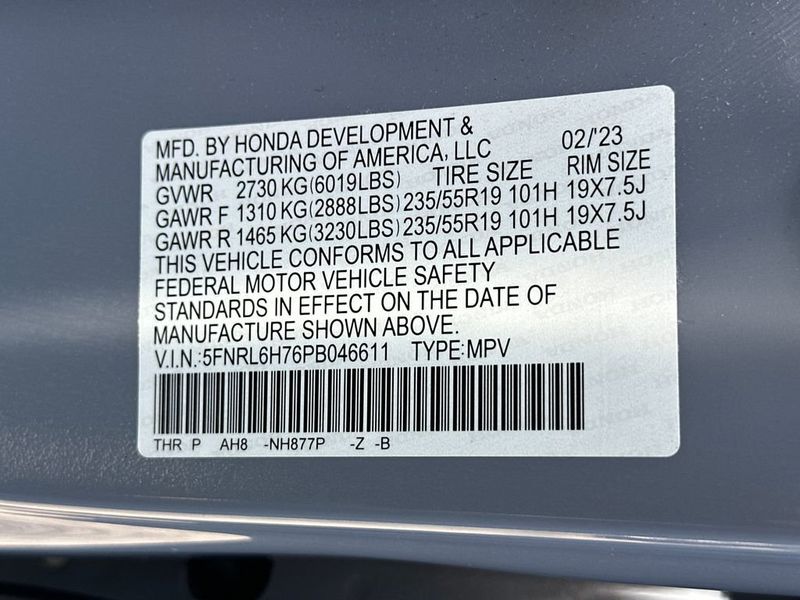 MFD. BY HONDA DEVELOPMENT &
MANUFACTURING OF AMERICA, LLC 02/'23
GVWR 2730 KG(6019LBS) TIRE SIZE RIM SIZE
GAWR F 1310 KG(2888LBS) 235/55R19 101H 19X7.5J
GAWR R 1465 KG(3230LBS) 235/55R19 101H 19X7.5J
THIS VEHICLE CONFORMS TO ALL APPLICABLE
FEDERAL MOTOR VEHICLE SAFETY
STANDARDS IN EFFECT ON THE DATE OF
MANUFACTURE SHOWN ABOVE.
V.I.N.:5FNRL6H76PB046611 TYPE:MPV
THR P AH8 -NH877P -Z -B